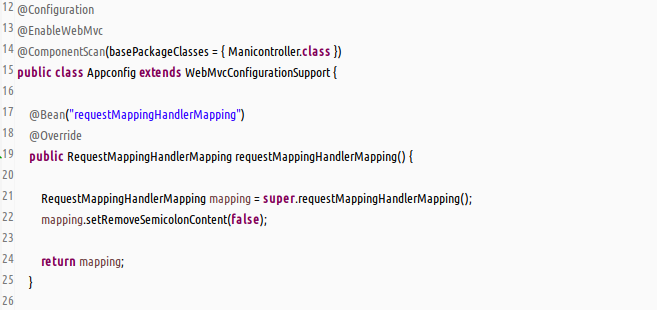 12 @Configuration
13 @EnableWebMvc
14 @ComponentScan(basePackageClasses = { Manicontroller.class })
15 public class Appconfig extends WebMvcConfigurationSupport {
16
17 @Bean("requestMappingHandlerMapping")
18 @Override
19 public RequestMappingHandlerMapping requestMappingHandlerMapping() {
20
21 RequestMappingHandlerMapping mapping = super.requestMappingHandlerMapping();
22 mapping.setRemoveSemicolonContent(false);
23
24 return mapping;
25 }
26